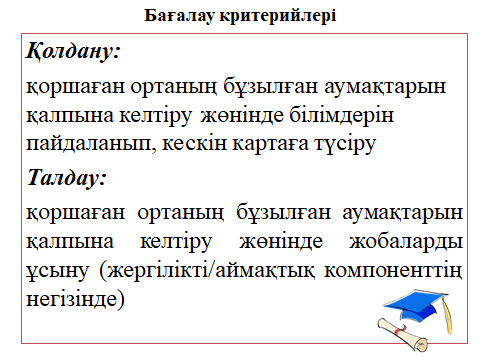 Бағалау критерийлері
Қолдану:
қоршаған ортаның бұзылған аумақтарын
қалпына келтіру жөнінде білімдерін
пайдаланып, кескін картаға түсіру
Талдау:
қоршаған ортаның бұзылған аумақтарын
қалпына келтіру жөнінде жобаларды
ұсыну (жергілікті/аймақтық компоненттің
негізінде)